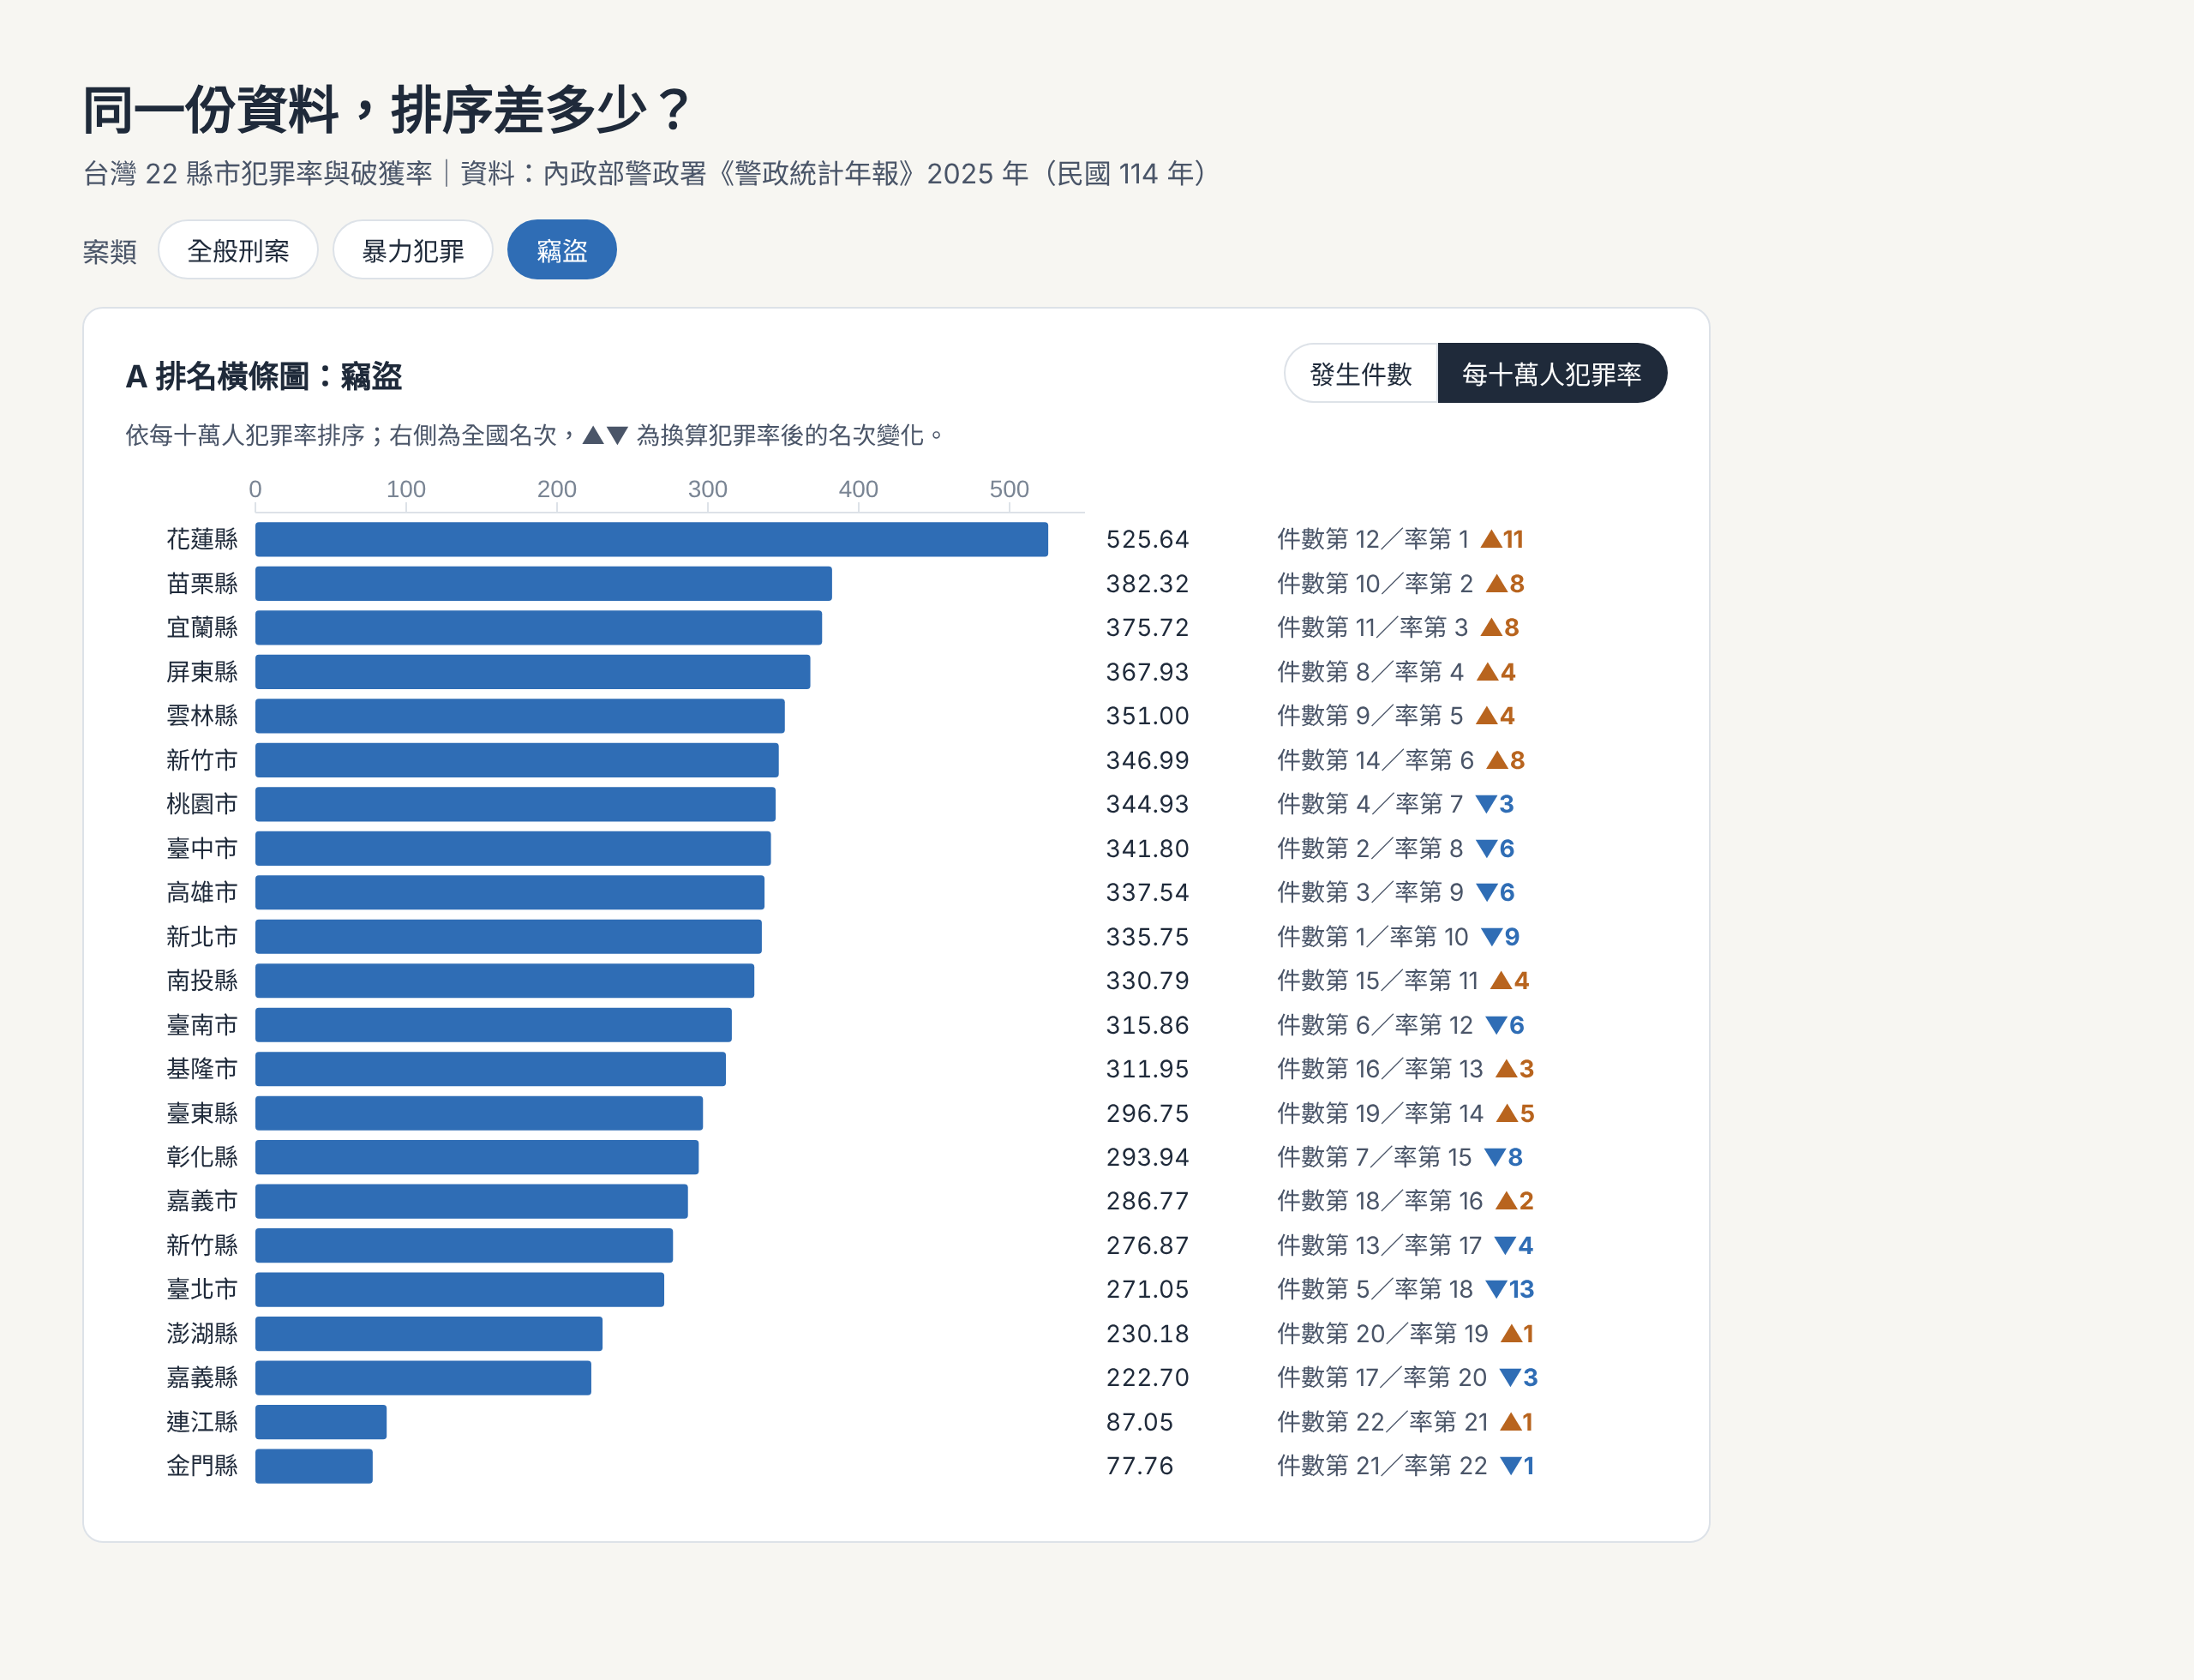 同一份資料，排序差多少？
台灣 22 縣市犯罪率與破獲率｜資料：內政部警政署《警政統計年報》2025 年（民國 114 年）
案類 全般刑案 暴力犯罪 竊盜
A 排名橫條圖：竊盜 發生件數 每十萬人犯罪率
依每十萬人犯罪率排序；右側為全國名次，▲▼ 為換算犯罪率後的名次變化。
0 100 200 300 400 500
花蓮縣 525.64 件數第 12／率第 1 ▲11
苗栗縣 382.32 件數第 10／率第 2 ▲8
宜蘭縣 375.72 件數第 11／率第 3 ▲8
屏東縣 367.93 件數第 8／率第 4 ▲4
雲林縣 351.00 件數第 9／率第 5 ▲4
新竹市 346.99 件數第 14／率第 6 ▲8
桃園市 344.93 件數第 4／率第 7 ▼3
臺中市 341.80 件數第 2／率第 8 ▼6
高雄市 337.54 件數第 3／率第 9 ▼6
新北市 335.75 件數第 1／率第 10 ▼9
南投縣 330.79 件數第 15／率第 11 ▲4
臺南市 315.86 件數第 6／率第 12 ▼6
基隆市 311.95 件數第 16／率第 13 ▲3
臺東縣 296.75 件數第 19／率第 14 ▲5
彰化縣 293.94 件數第 7／率第 15 ▼8
嘉義市 286.77 件數第 18／率第 16 ▲2
新竹縣 276.87 件數第 13／率第 17 ▼4
臺北市 271.05 件數第 5／率第 18 ▼13
澎湖縣 230.18 件數第 20／率第 19 ▲1
嘉義縣 222.70 件數第 17／率第 20 ▼3
連江縣 87.05 件數第 22／率第 21 ▲1
金門縣 77.76 件數第 21／率第 22 ▼1